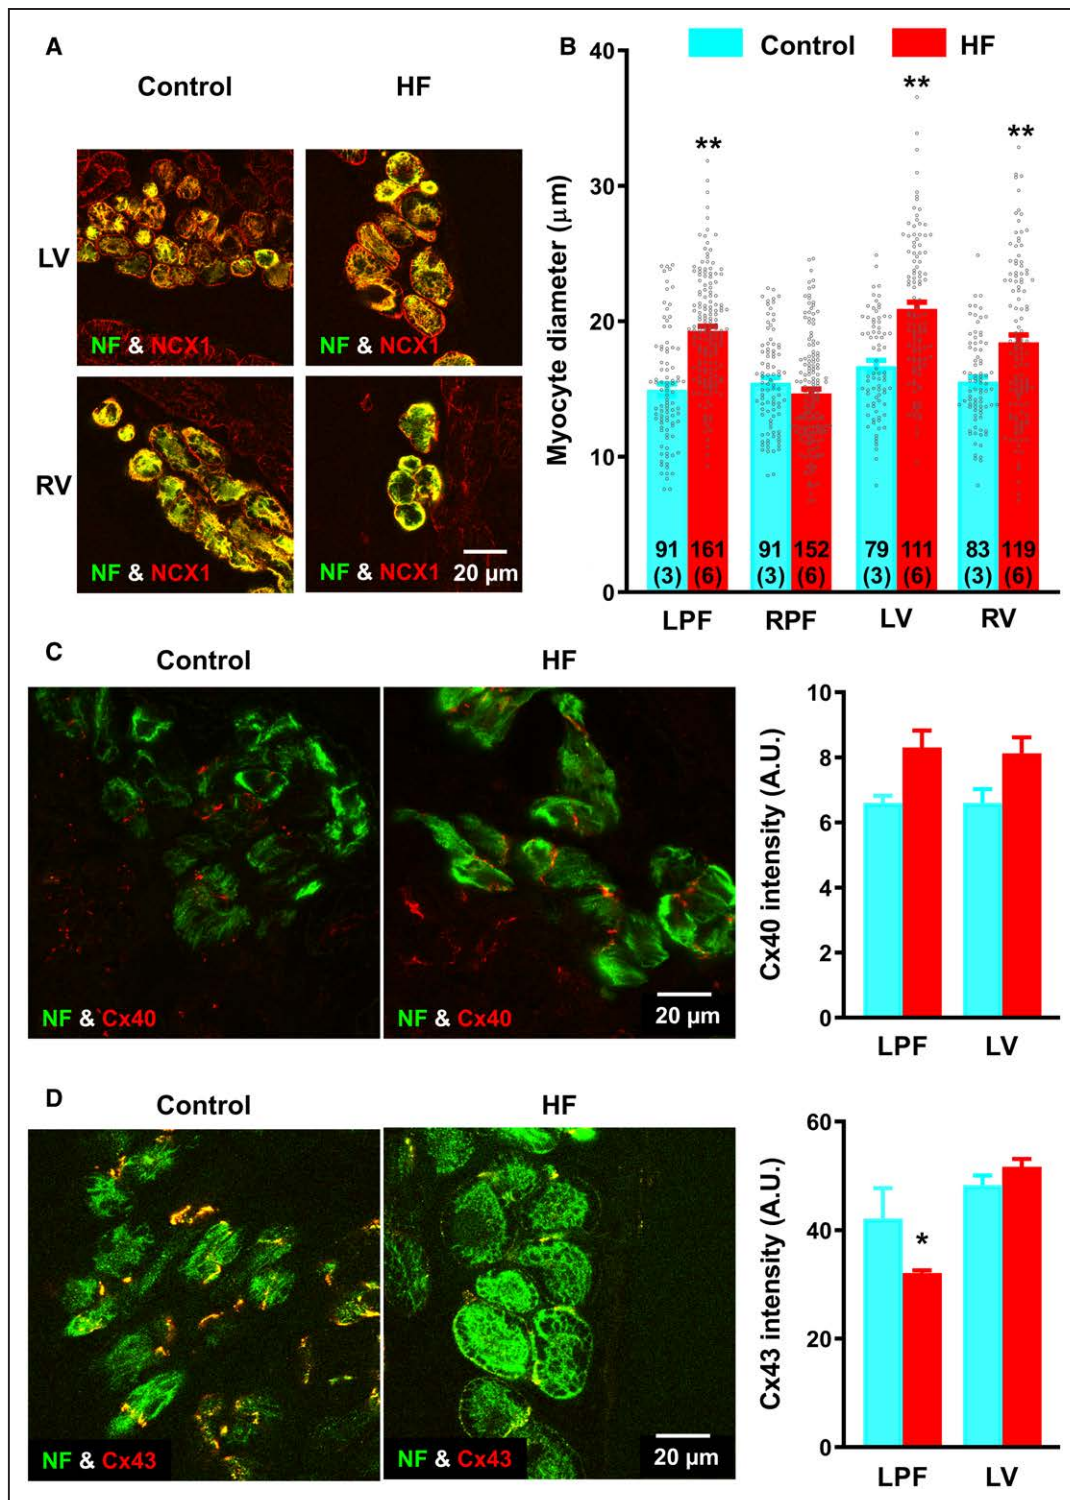 A
Control
HF
LV
NF & NCX1
NF & NCX1
RV
NF & NCX1
NF & NCX1
20 μm
B
Control
HF
Myocyte diameter (μm)
40
30
20
10
0
**
**
**
91 161 91 152 79 111 83 119
(3) (6) (3) (6) (3) (6) (3) (6)
LPF RPF LV RV
C
Control
HF
NF & Cx40
NF & Cx40
20 μm
Cx40 intensity (A.U.)
10
8
6
4
2
0
LPF LV
D
Control
HF
NF & Cx43
NF & Cx43
20 μm
Cx43 intensity (A.U.)
60
40
20
0
*
LPF LV